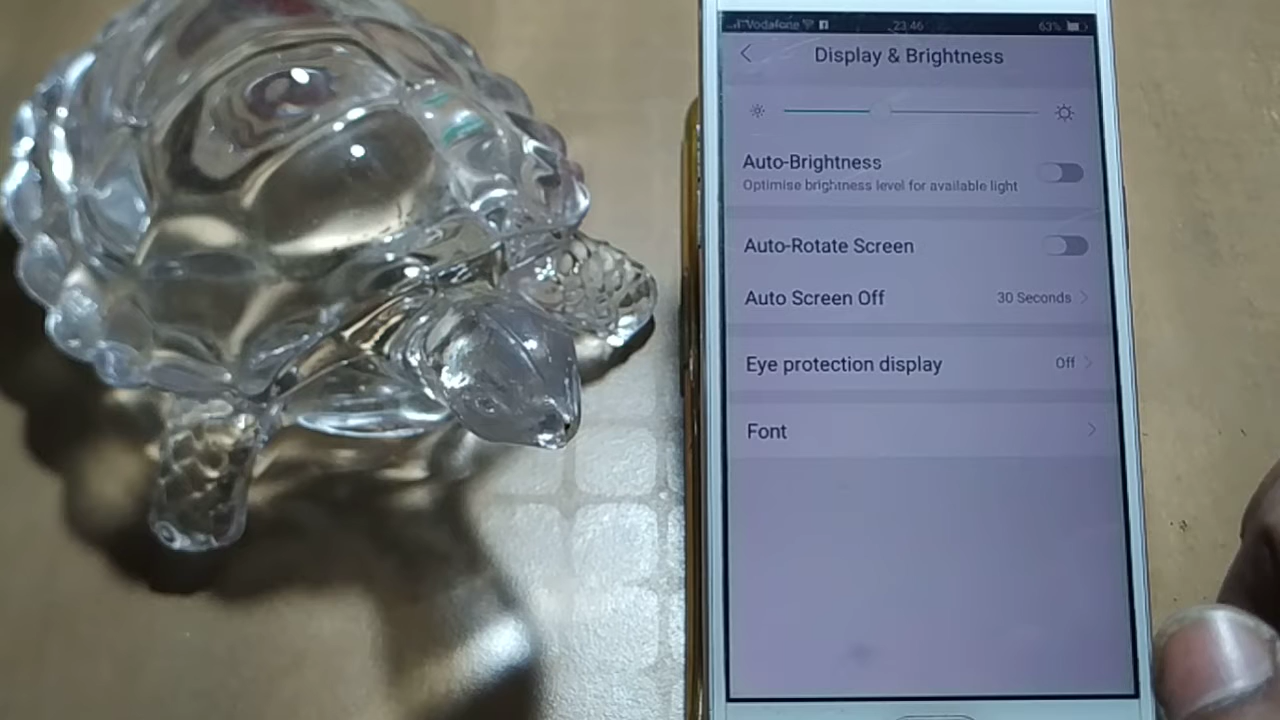 Vodafone 23:46 63%
Display & Brightness
Auto-Brightness
Optimise brightness level for available light
Auto-Rotate Screen
Auto Screen Off 30 Seconds
Eye protection display Off
Font